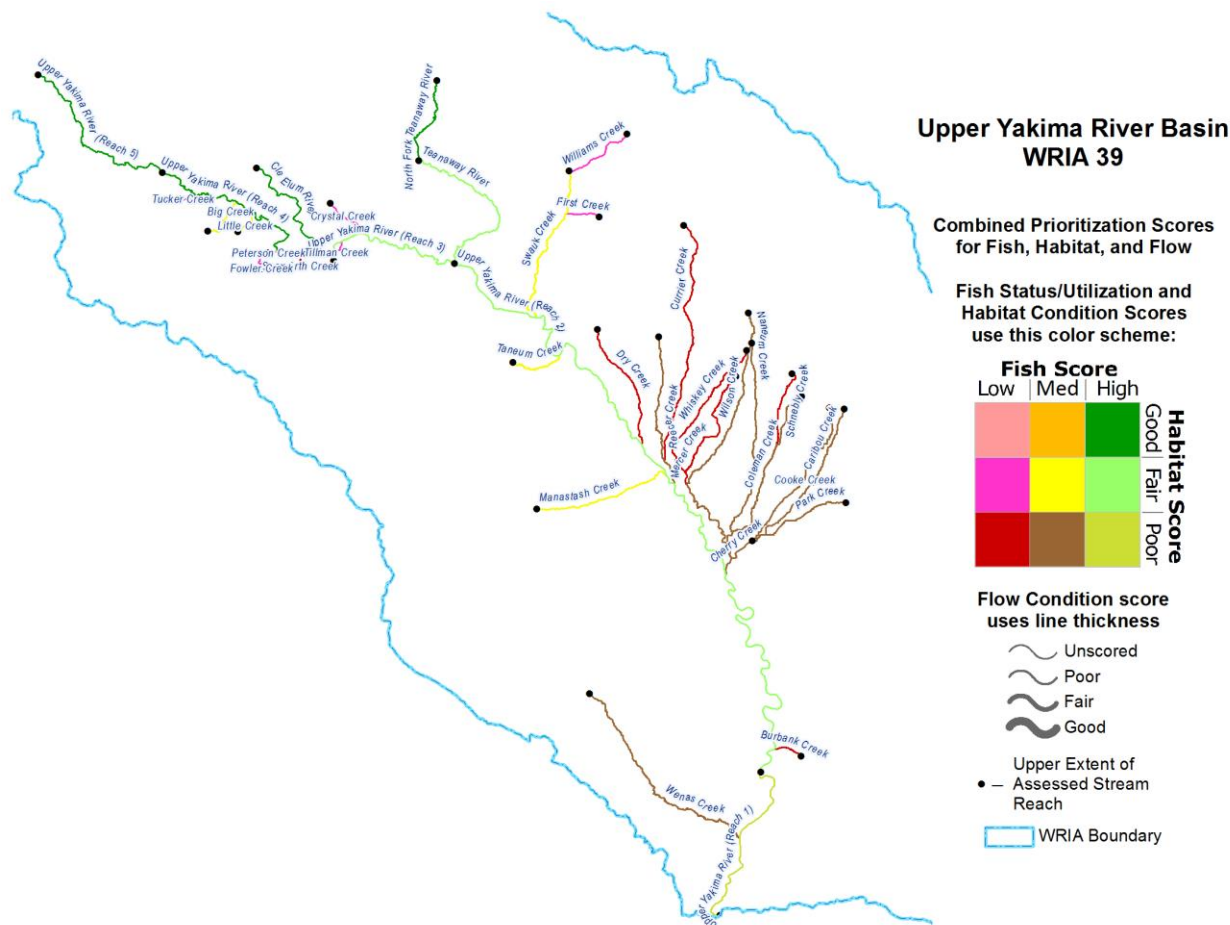 Upper Yakima River Basin
WRIA 39
Combined Prioritization Scores
for Fish, Habitat, and Flow
Fish Status/Utilization and
Habitat Condition Scores
use this color scheme:
Fish Score
Low | Med | High
Good | Fair | Poor
Habitat Score
Flow Condition score
uses line thickness
Unscored
Poor
Fair
Good
Upper Extent of
Assessed Stream
Reach
WRIA Boundary
Upper Yakima River (Reach 5)
Upper Yakima River (Reach 4)
Cle Elum River
North Fork Teanaway River
Teanaway River
Williams Creek
First Creek
Swauk Creek
Tucker Creek
Big Creek
Little Creek
Crystal Creek
Peterson Creek
Tillman Creek
Fowler Creek
Creek
Upper Yakima River (Reach 3)
Upper Yakima River (Reach 2)
Taneum Creek
Dry Creek
Reecer Creek
Currier Creek
Whiskey Creek
Mercer Creek
Wilson Creek
Naneum Creek
Coleman Creek
Schnebly Creek
Caribou Creek
Cooke Creek
Park Creek
Cherry Creek
Manastash Creek
Burbank Creek
Wenas Creek
Upper Yakima River (Reach 1)